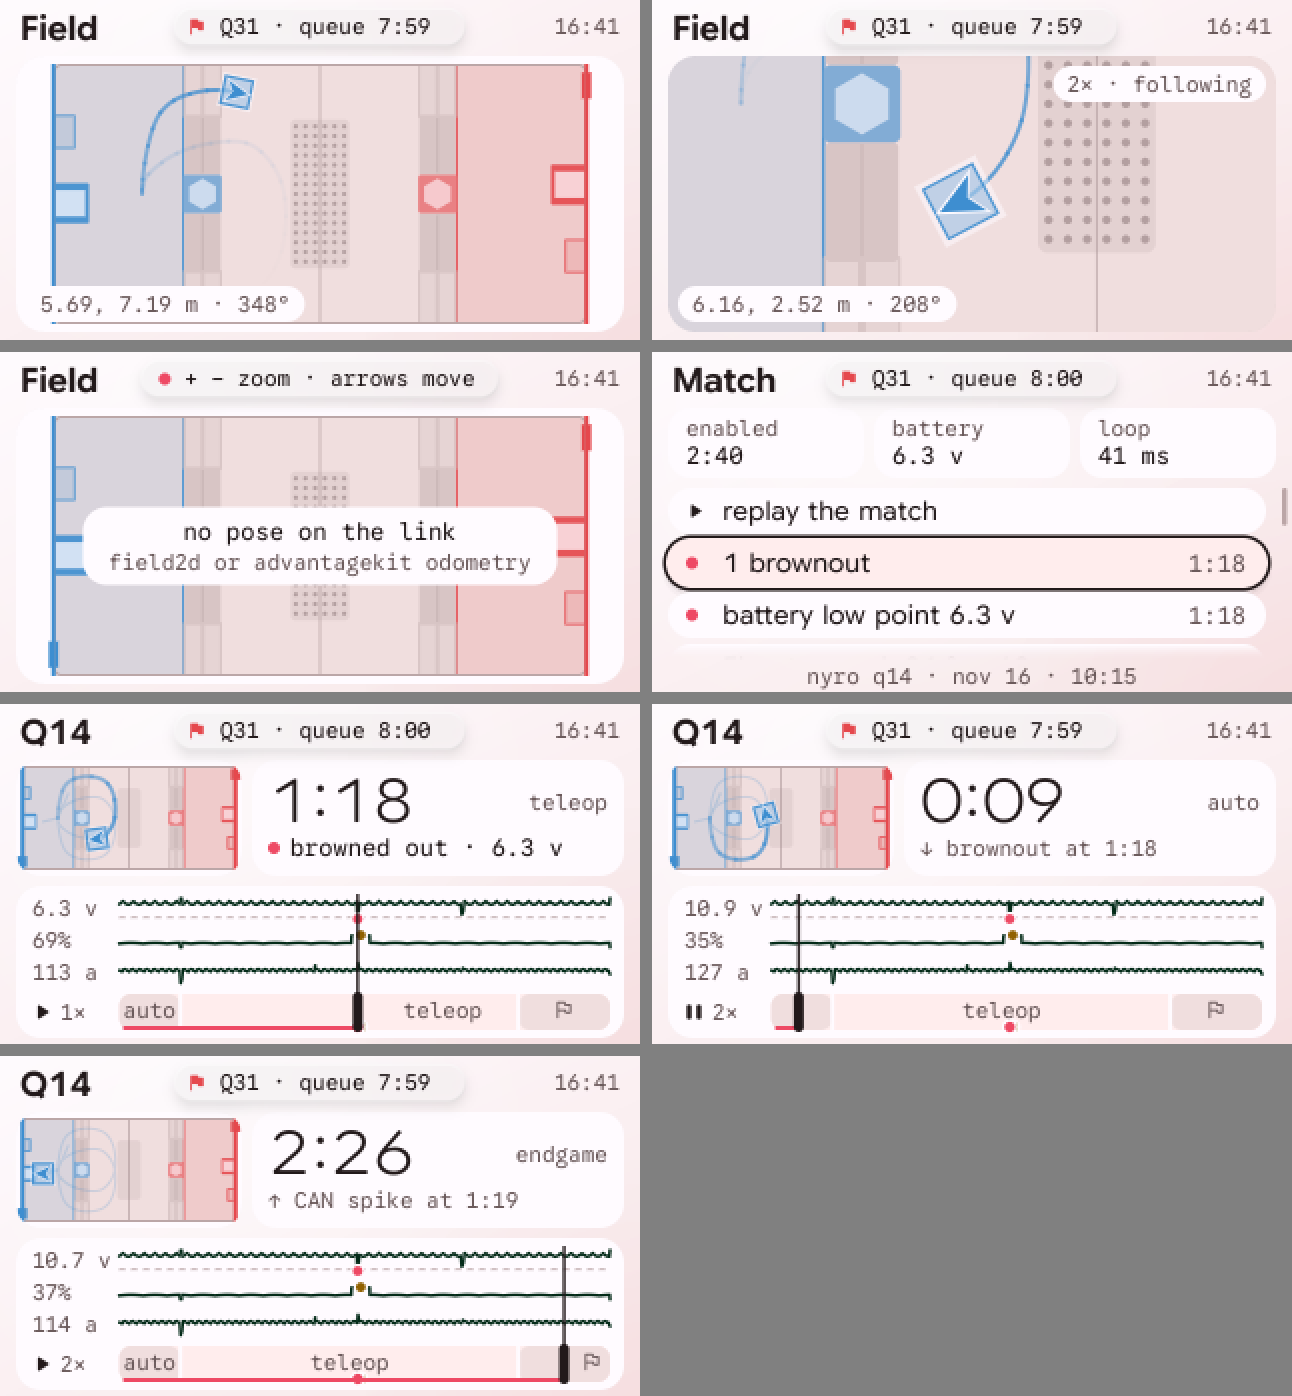 Field
Q31 · queue 7:59
16:41
5.69, 7.19 m · 348°
Field
Q31 · queue 7:59
16:41
2× · following
6.16, 2.52 m · 208°
Field
+ − zoom · arrows move
16:41
no pose on the link
field2d or advantagekit odometry
Match
Q31 · queue 8:00
16:41
enabled
2:40
battery
6.3 v
loop
41 ms
replay the match
1 brownout 1:18
battery low point 6.3 v 1:18
nyro q14 · nov 16 · 10:15
Q14
Q31 · queue 8:00
16:41
1:18
teleop
browned out · 6.3 v
6.3 v
69%
113 a
1×
auto
teleop
Q14
Q31 · queue 7:59
16:41
0:09
auto
↓ brownout at 1:18
10.9 v
35%
127 a
2×
teleop
Q14
Q31 · queue 7:59
16:41
2:26
endgame
↑ CAN spike at 1:19
10.7 v
37%
114 a
2×
auto
teleop